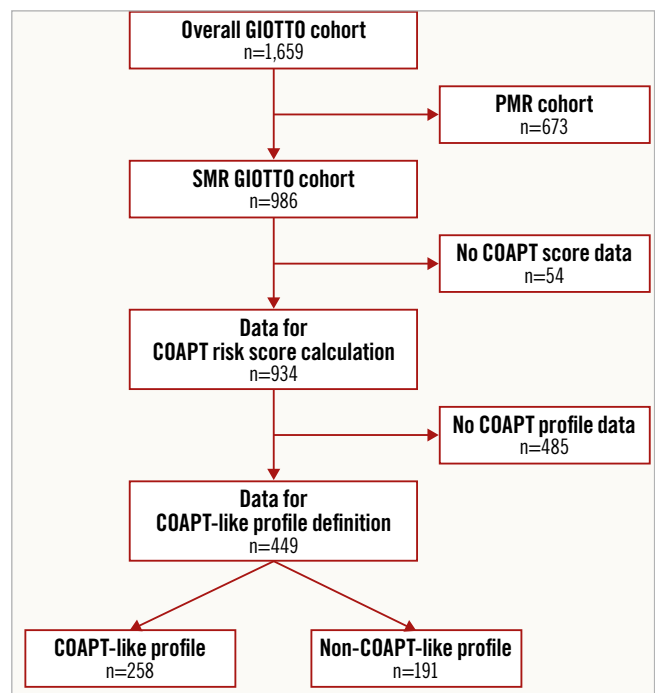 Overall GIOTTO cohort
n=1,659
PMR cohort
n=673
SMR GIOTTO cohort
n=986
No COAPT score data
n=54
Data for
COAPT risk score calculation
n=934
No COAPT profile data
n=485
Data for
COAPT-like profile definition
n=449
COAPT-like profile
n=258
Non-COAPT-like profile
n=191